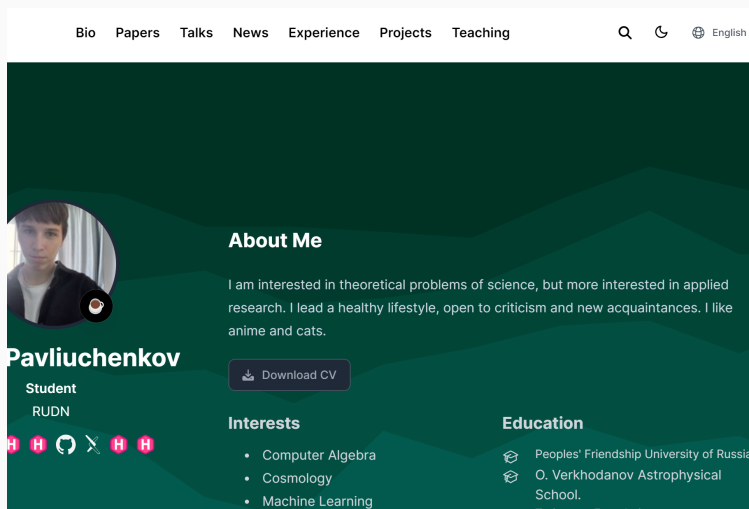 Bio Papers Talks News Experience Projects Teaching English
About Me
I am interested in theoretical problems of science, but more interested in applied
research. I lead a healthy lifestyle, open to criticism and new acquaintances. I like
anime and cats.
Pavliuchenkov
Student
RUDN
Download CV
Interests
Computer Algebra
Cosmology
Machine Learning
Education
Peoples' Friendship University of Russia
O. Verkhodanov Astrophysical
School.